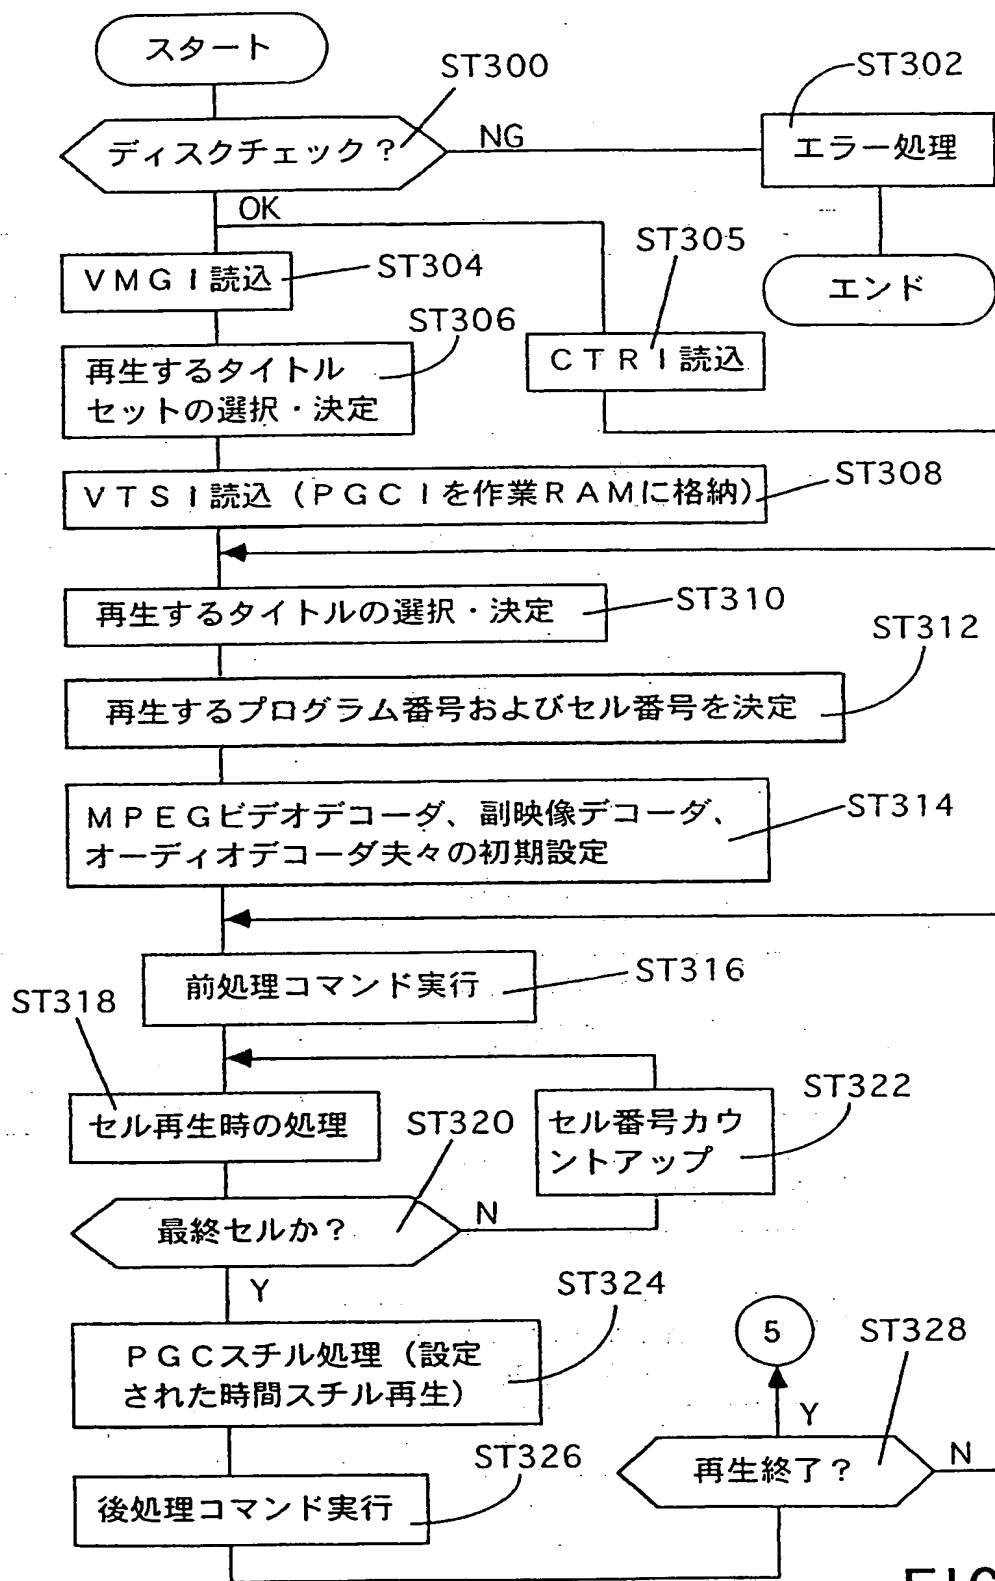 スタート
ST300
ST302
ディスクチェック？
NG
エラー処理
OK
ST305
VMGI読込
ST304
エンド
ST306
CTRI読込
再生するタイトル
セットの選択・決定
ST308
VTSI読込（PGCIを作業RAMに格納）
再生するタイトルの選択・決定
ST310
ST312
再生するプログラム番号およびセル番号を決定
MPEGビデオデコーダ、副映像デコーダ、
オーディオデコーダ夫々の初期設定
ST314
前処理コマンド実行
ST316
ST318
ST322
セル再生時の処理
ST320
セル番号カウ
ントアップ
最終セルか？
N
Y
ST324
PGCスチル処理（設定
された時間スチル再生）
5
ST328
Y
ST326
再生終了？
N
後処理コマンド実行